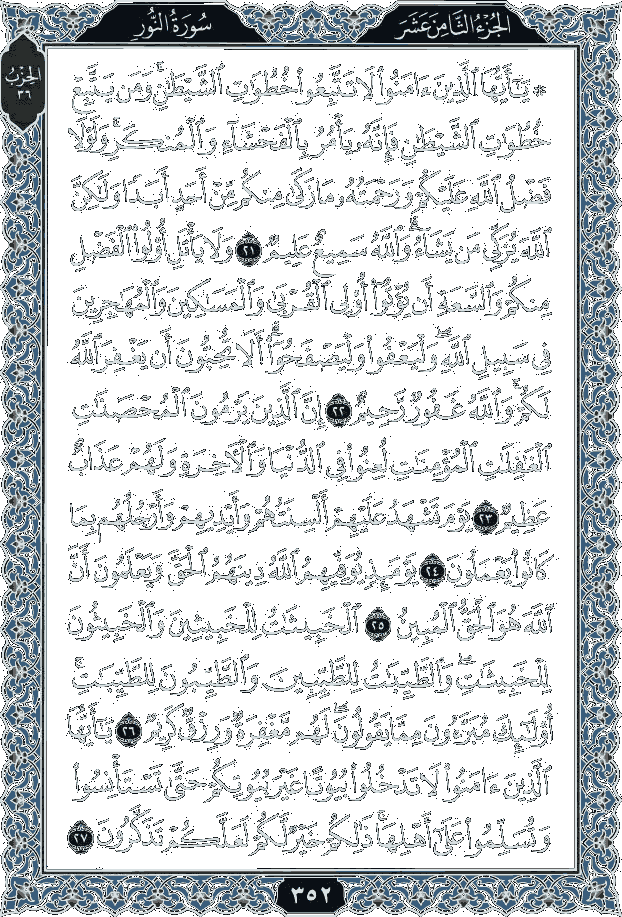 الجزء الثامن عشر
سورة النور
الحزب
٣٦
۞ يَـٰٓأَيُّهَا ٱلَّذِينَ ءَامَنُوا۟ لَا تَتَّبِعُوا۟ خُطُوَٰتِ ٱلشَّيْطَـٰنِ ۚ وَمَن يَتَّبِعْ
خُطُوَٰتِ ٱلشَّيْطَـٰنِ فَإِنَّهُۥ يَأْمُرُ بِٱلْفَحْشَآءِ وَٱلْمُنكَرِ ۚ وَلَوْلَا
فَضْلُ ٱللَّهِ عَلَيْكُمْ وَرَحْمَتُهُۥ مَا زَكَىٰ مِنكُم مِّنْ أَحَدٍ أَبَدًا وَلَـٰكِنَّ
ٱللَّهَ يُزَكِّى مَن يَشَآءُ ۗ وَٱللَّهُ سَمِيعٌ عَلِيمٌ ٢١ وَلَا يَأْتَلِ أُو۟لُوا۟ ٱلْفَضْلِ
مِنكُمْ وَٱلسَّعَةِ أَن يُؤْتُوٓا۟ أُو۟لِى ٱلْقُرْبَىٰ وَٱلْمَسَـٰكِينَ وَٱلْمُهَـٰجِرِينَ
فِى سَبِيلِ ٱللَّهِ ۖ وَلْيَعْفُوا۟ وَلْيَصْفَحُوٓا۟ ۗ أَلَا تُحِبُّونَ أَن يَغْفِرَ ٱللَّهُ
لَكُمْ ۗ وَٱللَّهُ غَفُورٌ رَّحِيمٌ ٢٢ إِنَّ ٱلَّذِينَ يَرْمُونَ ٱلْمُحْصَنَـٰتِ
ٱلْغَـٰفِلَـٰتِ ٱلْمُؤْمِنَـٰتِ لُعِنُوا۟ فِى ٱلدُّنْيَا وَٱلْـَٔاخِرَةِ وَلَهُمْ عَذَابٌ
عَظِيمٌ ٢٣ يَوْمَ تَشْهَدُ عَلَيْهِمْ أَلْسِنَتُهُمْ وَأَيْدِيهِمْ وَأَرْجُلُهُم بِمَا
كَانُوا۟ يَعْمَلُونَ ٢٤ يَوْمَئِذٍ يُوَفِّيهِمُ ٱللَّهُ دِينَهُمُ ٱلْحَقَّ وَيَعْلَمُونَ أَنَّ
ٱللَّهَ هُوَ ٱلْحَقُّ ٱلْمُبِينُ ٢٥ ٱلْخَبِيثَـٰتُ لِلْخَبِيثِينَ وَٱلْخَبِيثُونَ
لِلْخَبِيثَـٰتِ ۖ وَٱلطَّيِّبَـٰتُ لِلطَّيِّبِينَ وَٱلطَّيِّبُونَ لِلطَّيِّبَـٰتِ ۚ
أُو۟لَـٰٓئِكَ مُبَرَّءُونَ مِمَّا يَقُولُونَ ۖ لَهُم مَّغْفِرَةٌ وَرِزْقٌ كَرِيمٌ ٢٦ يَـٰٓأَيُّهَا
ٱلَّذِينَ ءَامَنُوا۟ لَا تَدْخُلُوا۟ بُيُوتًا غَيْرَ بُيُوتِكُمْ حَتَّىٰ تَسْتَأْنِسُوا۟
وَتُسَلِّمُوا۟ عَلَىٰٓ أَهْلِهَا ۚ ذَٰلِكُمْ خَيْرٌ لَّكُمْ لَعَلَّكُمْ تَذَكَّرُونَ ٢٧
٣٥٢